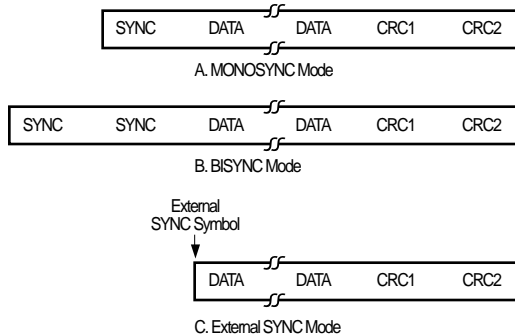 SYNC DATA DATA CRC1 CRC2
A. MONOSYNC Mode
SYNC SYNC DATA DATA CRC1 CRC2
B. BISYNC Mode
External
SYNC Symbol
DATA DATA CRC1 CRC2
C. External SYNC Mode